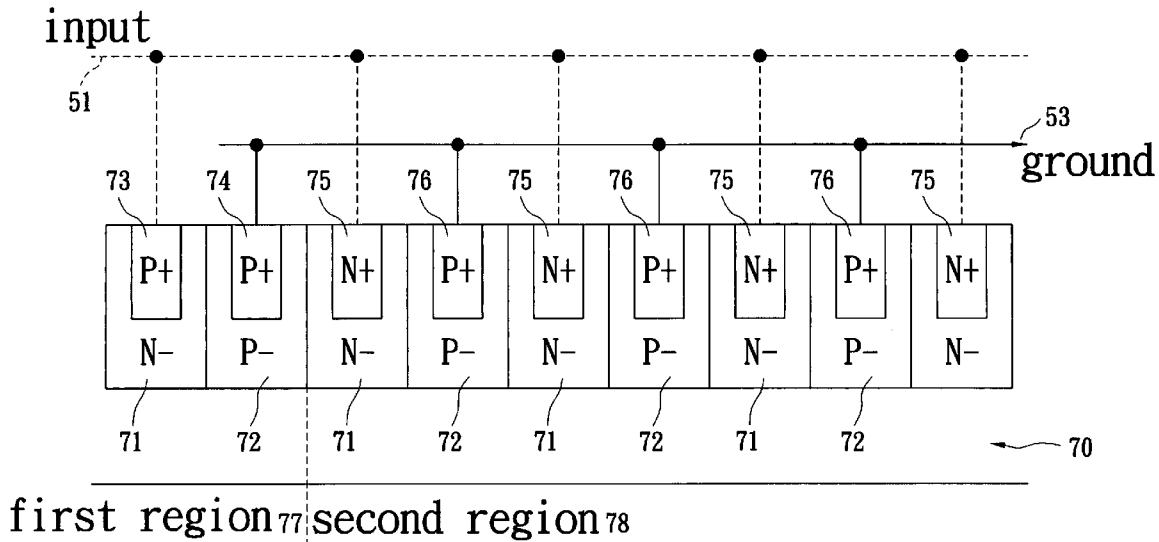 input
51
53
ground
73 74 75 76 75 76 75 76 75
P+ P+ N+ P+ N+ P+ N+ P+ N+
N- P- N- P- N- P- N- P- N-
71 72 71 72 71 72 71 72
70
first region 77 second region 78